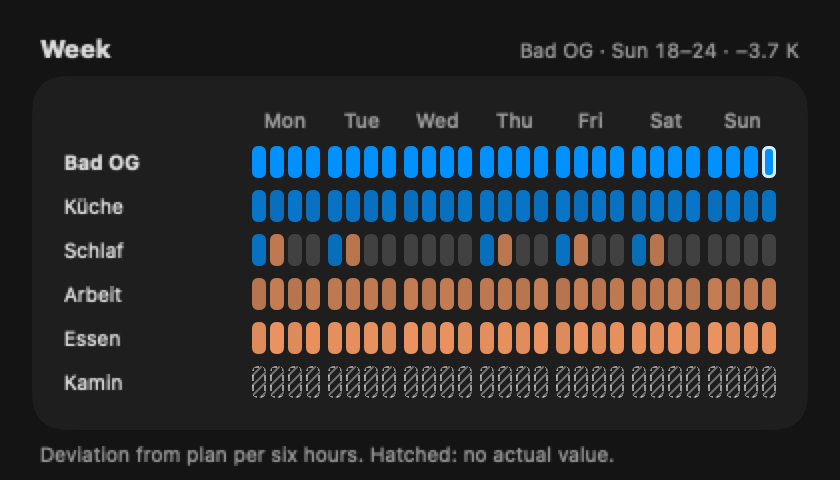 Week
Bad OG · Sun 18–24 · −3.7 K
Mon Tue Wed Thu Fri Sat Sun
Bad OG
Küche
Schlaf
Arbeit
Essen
Kamin
Deviation from plan per six hours. Hatched: no actual value.